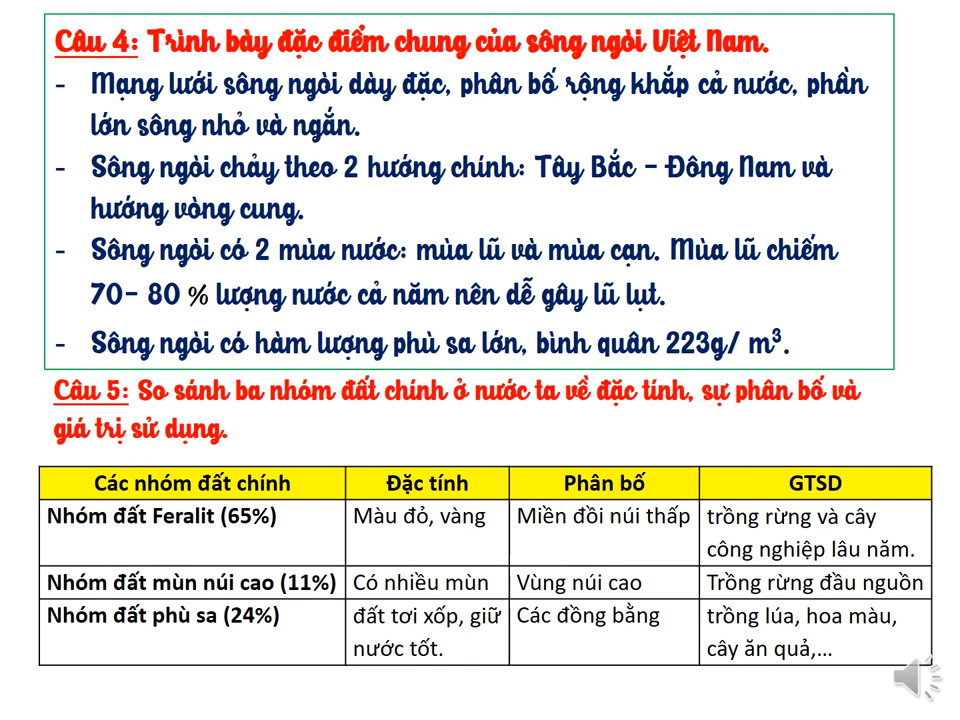 Câu 4: Trình bày đặc điểm chung của sông ngòi Việt Nam.
- Mạng lưới sông ngòi dày đặc, phân bố rộng khắp cả nước, phần
lớn sông nhỏ và ngắn.
- Sông ngòi chảy theo 2 hướng chính: Tây Bắc - Đông Nam và
hướng vòng cung.
- Sông ngòi có 2 mùa nước: mùa lũ và mùa cạn. Mùa lũ chiếm
70- 80 % lượng nước cả năm nên dễ gây lũ lụt.
- Sông ngòi có hàm lượng phù sa lớn, bình quân 223g/ m³.
Câu 5: So sánh ba nhóm đất chính ở nước ta về đặc tính, sự phân bố và
giá trị sử dụng.
Các nhóm đất chính Đặc tính Phân bố GTSD
Nhóm đất Feralit (65%) Màu đỏ, vàng Miền đồi núi thấp trồng rừng và cây
công nghiệp lâu năm.
Nhóm đất mùn núi cao (11%) Có nhiều mùn Vùng núi cao Trồng rừng đầu nguồn
Nhóm đất phù sa (24%) đất tơi xốp, giữ Các đồng bằng trồng lúa, hoa màu,
nước tốt. cây ăn quả,...